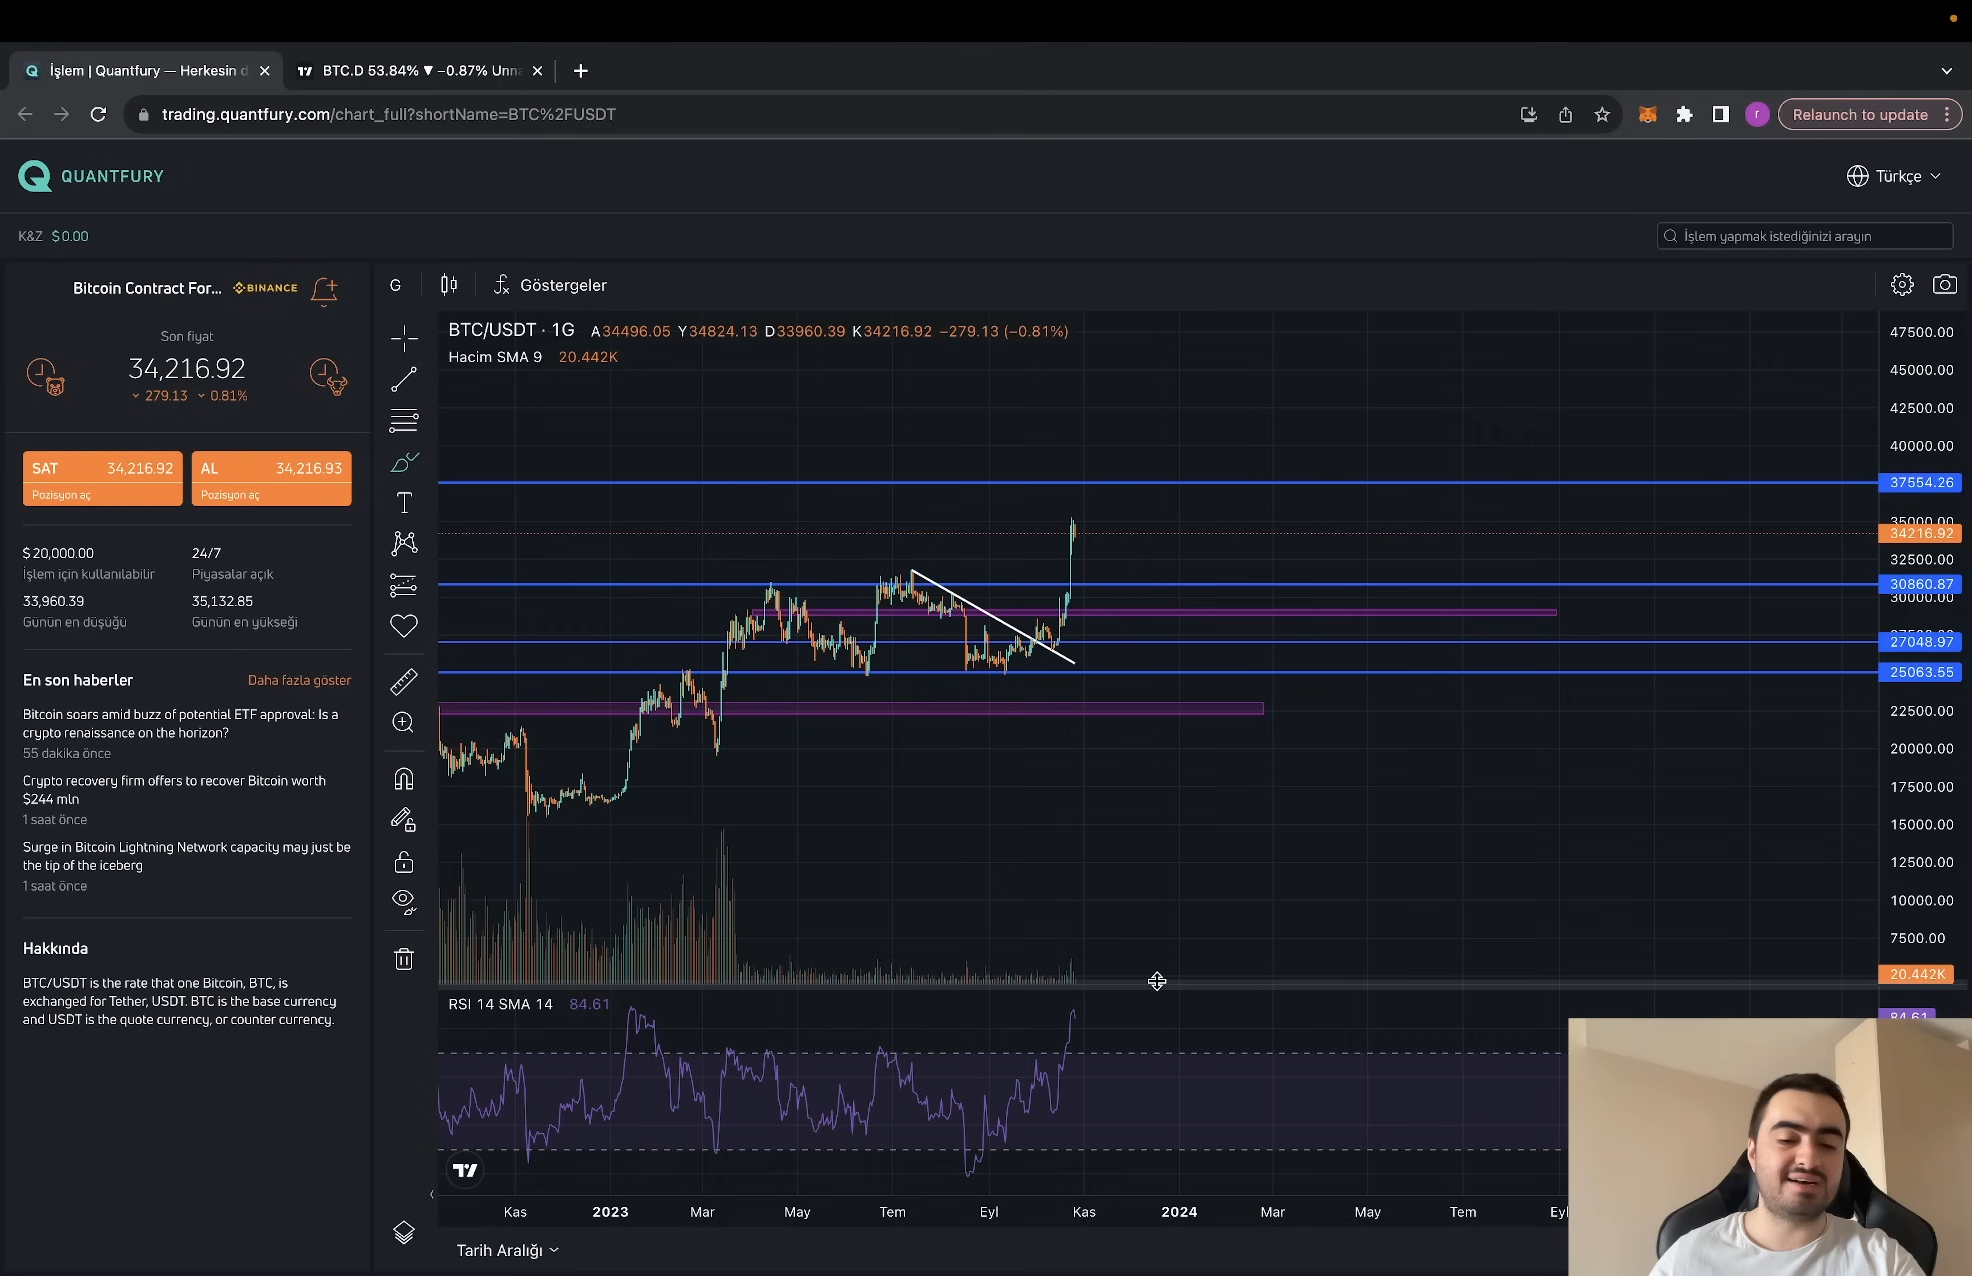 İşlem | Quantfury — Herkesin d
BTC.D 53.84% ▼ −0.87% Unna
trading.quantfury.com/chart_full?shortName=BTC%2FUSDT
r
Relaunch to update
QUANTFURY
Türkçe
K&Z $0.00
İşlem yapmak istediğinizi arayın
Bitcoin Contract For... BINANCE
Son fiyat
34,216.92
279.13 0.81%
SAT 34,216.92
Pozisyon aç
AL 34,216.93
Pozisyon aç
$20,000.00
İşlem için kullanılabilir
24/7
Piyasalar açık
33,960.39
Günün en düşüğü
35,132.85
Günün en yükseği
En son haberler
Daha fazla göster
Bitcoin soars amid buzz of potential ETF approval: Is a
crypto renaissance on the horizon?
55 dakika önce
Crypto recovery firm offers to recover Bitcoin worth
$244 mln
1 saat önce
Surge in Bitcoin Lightning Network capacity may just be
the tip of the iceberg
1 saat önce
Hakkında
BTC/USDT is the rate that one Bitcoin, BTC, is
exchanged for Tether, USDT. BTC is the base currency
and USDT is the quote currency, or counter currency.
G
Göstergeler
BTC/USDT · 1G A34496.05 Y34824.13 D33960.39 K34216.92 −279.13 (−0.81%)
Hacim SMA 9 20.442K
47500.00
45000.00
42500.00
40000.00
37554.26
35000.00
34216.92
32500.00
30860.87
30000.00
27048.97
25063.55
22500.00
20000.00
17500.00
15000.00
12500.00
10000.00
7500.00
20.442K
RSI 14 SMA 14 84.61
84.61
Kas 2023 Mar May Tem Eyl Kas 2024 Mar May Tem Eyl
Tarih Aralığı